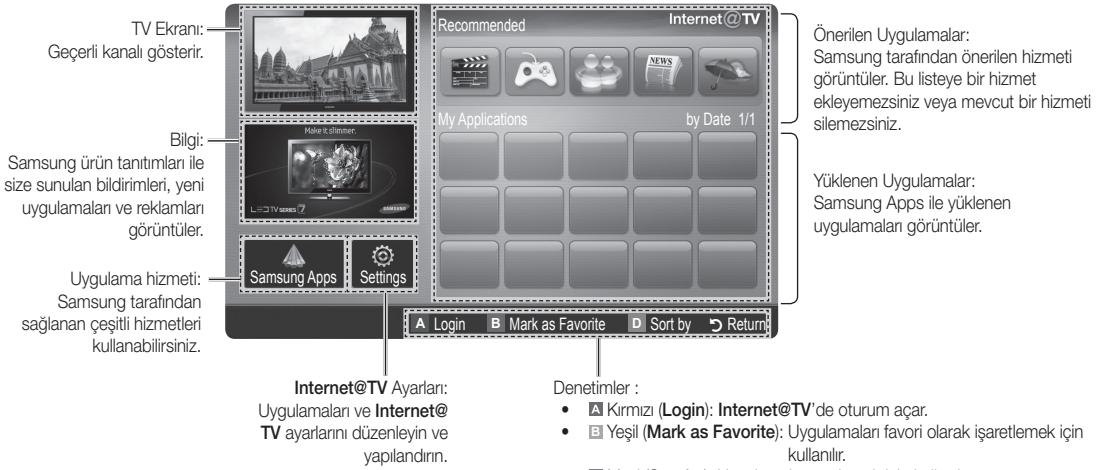 TV Ekranı:
Geçerli kanalı gösterir.
Bilgi:
Samsung ürün tanıtımları ile
size sunulan bildirimleri, yeni
uygulamaları ve reklamları
görüntüler.
Uygulama hizmeti:
Samsung tarafından
sağlanan çeşitli hizmetleri
kullanabilirsiniz.
Recommended
Internet@TV
NEWS
My Applications by Date 1/1
Make it slimmer.
LED TV SERIES 7 SAMSUNG
Samsung Apps Settings
A Login B Mark as Favorite D Sort by Return
Önerilen Uygulamalar:
Samsung tarafından önerilen hizmeti
görüntüler. Bu listeye bir hizmet
ekleyemezsiniz veya mevcut bir hizmeti
silemezsiniz.
Yüklenen Uygulamalar:
Samsung Apps ile yüklenen
uygulamaları görüntüler.
Internet@TV Ayarları:
Uygulamaları ve Internet@
TV ayarlarını düzenleyin ve
yapılandırın.
Denetimler :
• A Kırmızı (Login): Internet@TV'de oturum açar.
• B Yeşil (Mark as Favorite): Uygulamaları favori olarak işaretlemek için
kullanılır.